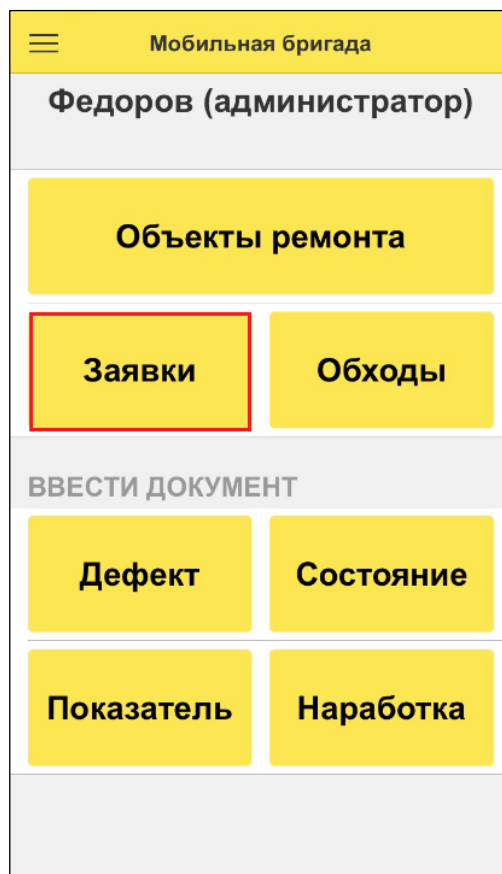 Мобильная бригада
Федоров (администратор)
Объекты ремонта
Заявки
Обходы
ВВЕСТИ ДОКУМЕНТ
Дефект
Состояние
Показатель
Наработка